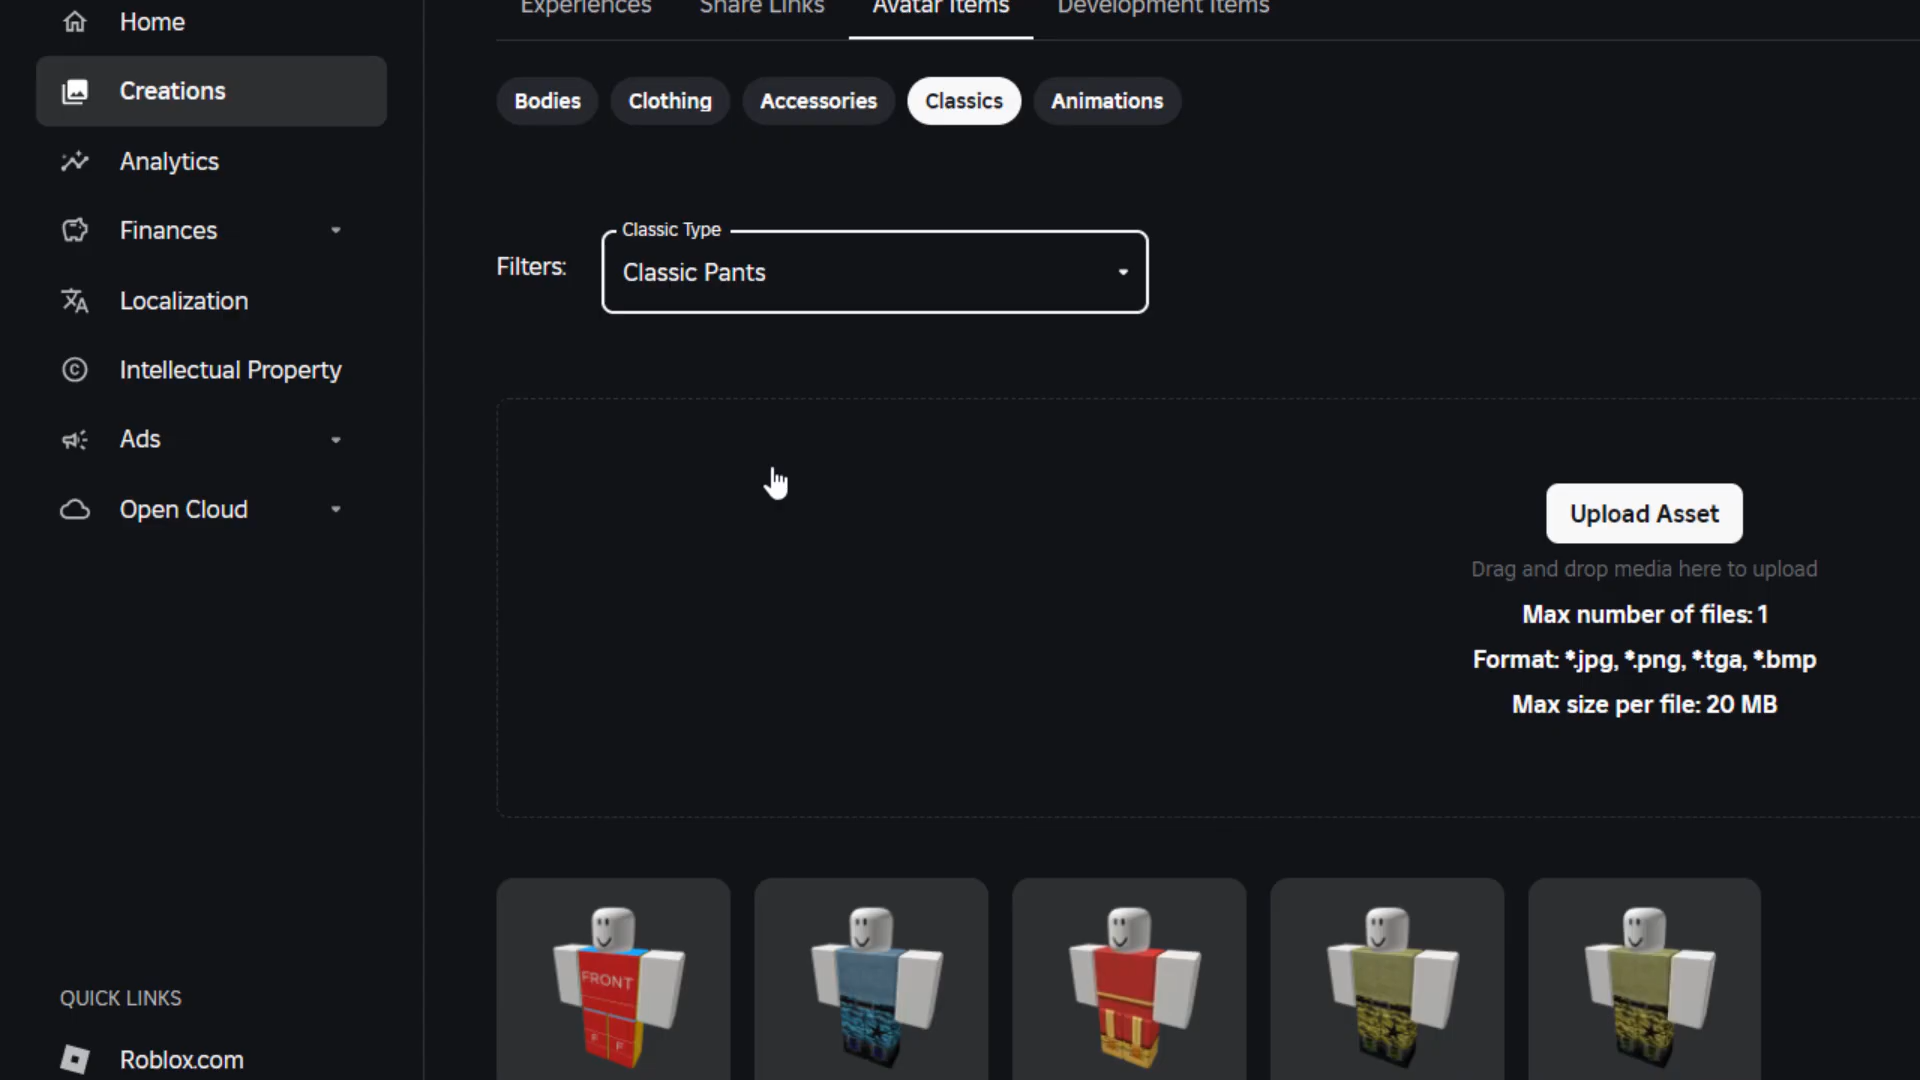 Home
Creations
Analytics
Finances
Localization
Intellectual Property
Ads
Open Cloud
QUICK LINKS
Roblox.com
Experiences
Share Links
Avatar Items
Development Items
Bodies
Clothing
Accessories
Classics
Animations
Filters:
Classic Type
Classic Pants
Upload Asset
Drag and drop media here to upload
Max number of files: 1
Format: *.jpg, *.png, *.tga, *.bmp
Max size per file: 20 MB
FRONT
F F